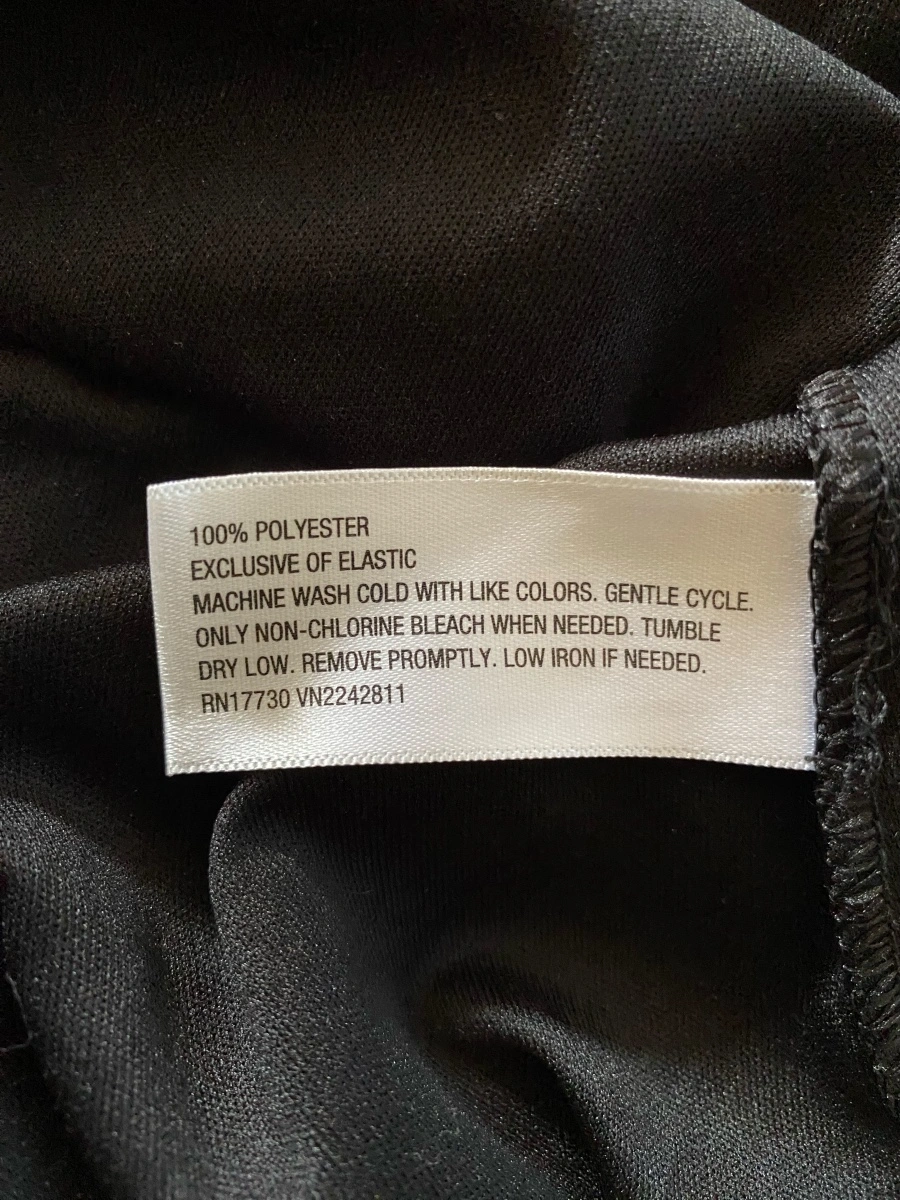 100% POLYESTER
EXCLUSIVE OF ELASTIC
MACHINE WASH COLD WITH LIKE COLORS. GENTLE CYCLE.
ONLY NON-CHLORINE BLEACH WHEN NEEDED. TUMBLE
DRY LOW. REMOVE PROMPTLY. LOW IRON IF NEEDED.
RN17730 VN2242811